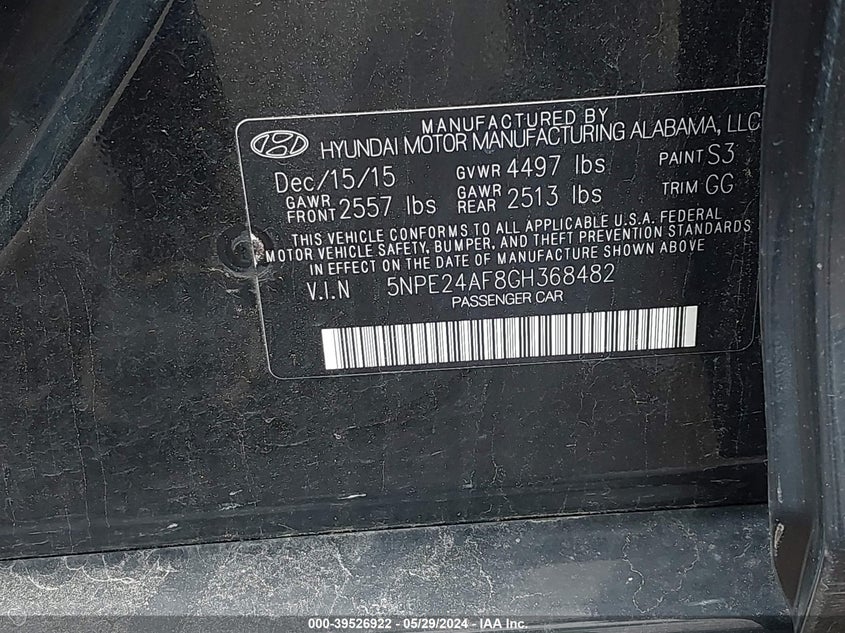 MANUFACTURED BY
HYUNDAI MOTOR MANUFACTURING ALABAMA, LLC
Dec/15/15 GVWR 4497 lbs PAINT S3
GAWR FRONT 2557 lbs GAWR REAR 2513 lbs TRIM GG
THIS VEHICLE CONFORMS TO ALL APPLICABLE U.S.A. FEDERAL
MOTOR VEHICLE SAFETY, BUMPER, AND THEFT PREVENTION STANDARDS
IN EFFECT ON THE DATE OF MANUFACTURE SHOWN ABOVE
V.I.N 5NPE24AF8GH368482
PASSENGER CAR
000-39526922 - 05/29/2024 - IAA Inc.